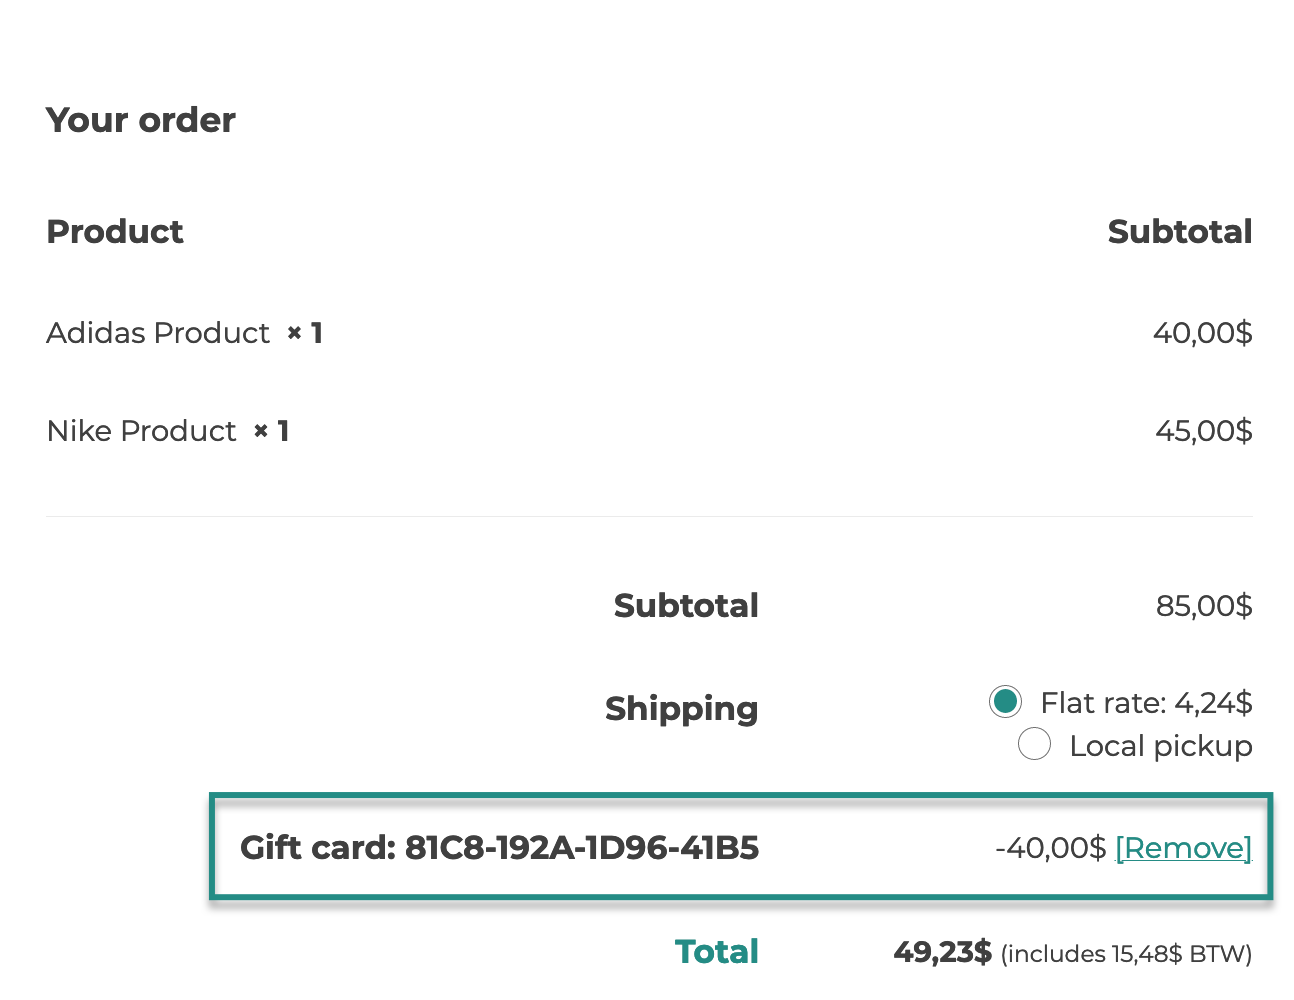 Your order
Product Subtotal
Adidas Product × 1 40,00$
Nike Product × 1 45,00$
Subtotal 85,00$
Shipping Flat rate: 4,24$
Local pickup
Gift card: 81C8-192A-1D96-41B5 -40,00$ [Remove]
Total 49,23$ (includes 15,48$ BTW)